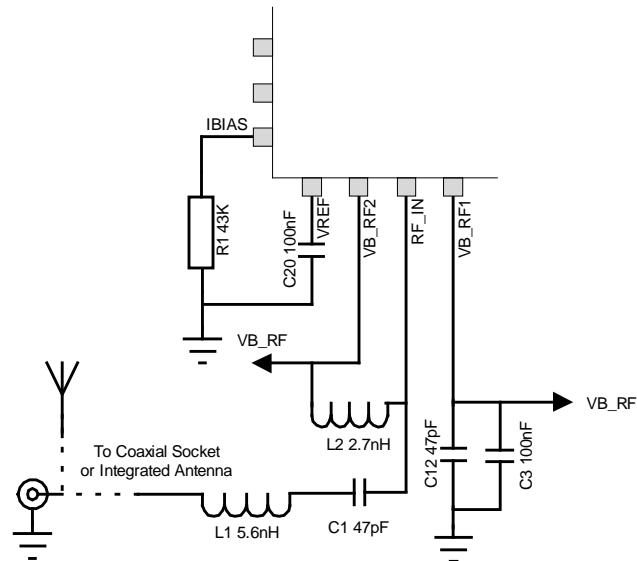 IBIAS
R1 43K
C20 100nF
VREF
VB_RF2
RF_IN
VB_RF1
VB_RF
VB_RF
L2 2.7nH
C12 47pF
C3 100nF
To Coaxial Socket
or Integrated Antenna
L1 5.6nH
C1 47pF